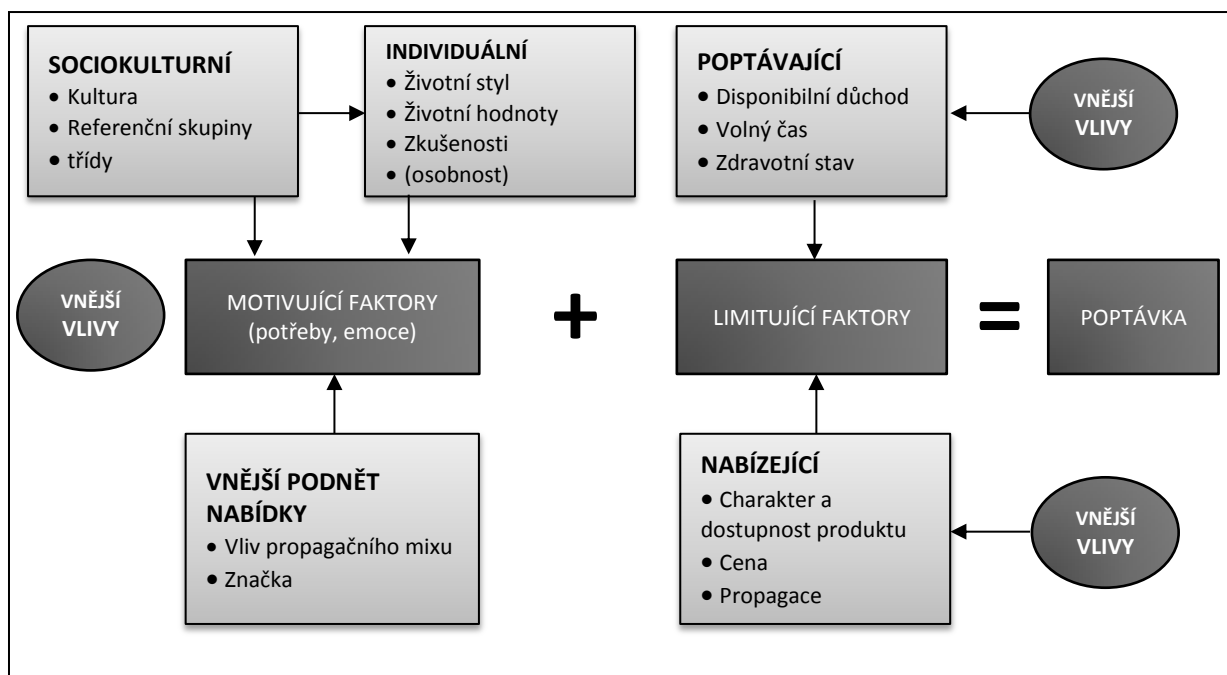 SOCIOKULTURNÍ
• Kultura
• Referenční skupiny
• třídy
INDIVIDUÁLNÍ
• Životní styl
• Životní hodnoty
• Zkušenosti
• (osobnost)
POPTÁVAJÍCÍ
• Disponibilní důchod
• Volný čas
• Zdravotní stav
VNĚJŠÍ
VLIVY
VNĚJŠÍ
VLIVY
MOTIVUJÍCÍ FAKTORY
(potřeby, emoce)
+
LIMITUJÍCÍ FAKTORY
=
POPTÁVKA
VNĚJŠÍ PODNĚT
NABÍDKY
• Vliv propagačního mixu
• Značka
NABÍZEJÍCÍ
• Charakter a
dostupnost produktu
• Cena
• Propagace
VNĚJŠÍ
VLIVY